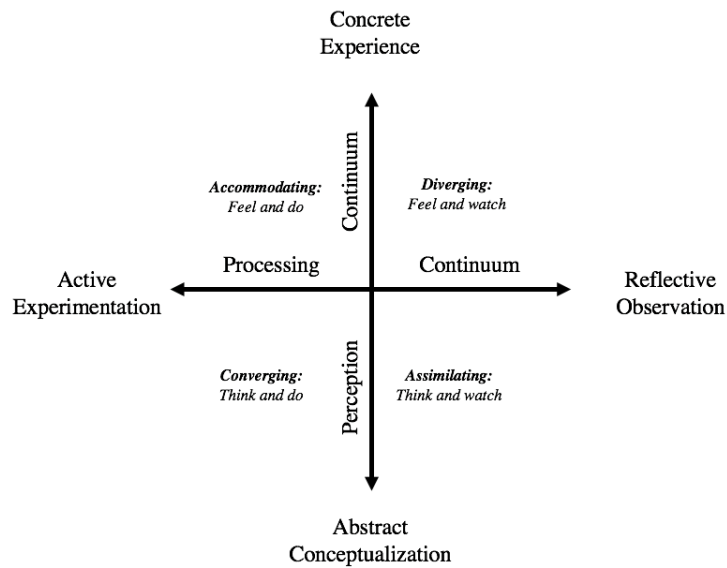 Concrete
Experience
Continuum
Accommodating:
Feel and do
Diverging:
Feel and watch
Processing
Continuum
Active
Experimentation
Reflective
Observation
Perception
Converging:
Think and do
Assimilating:
Think and watch
Abstract
Conceptualization